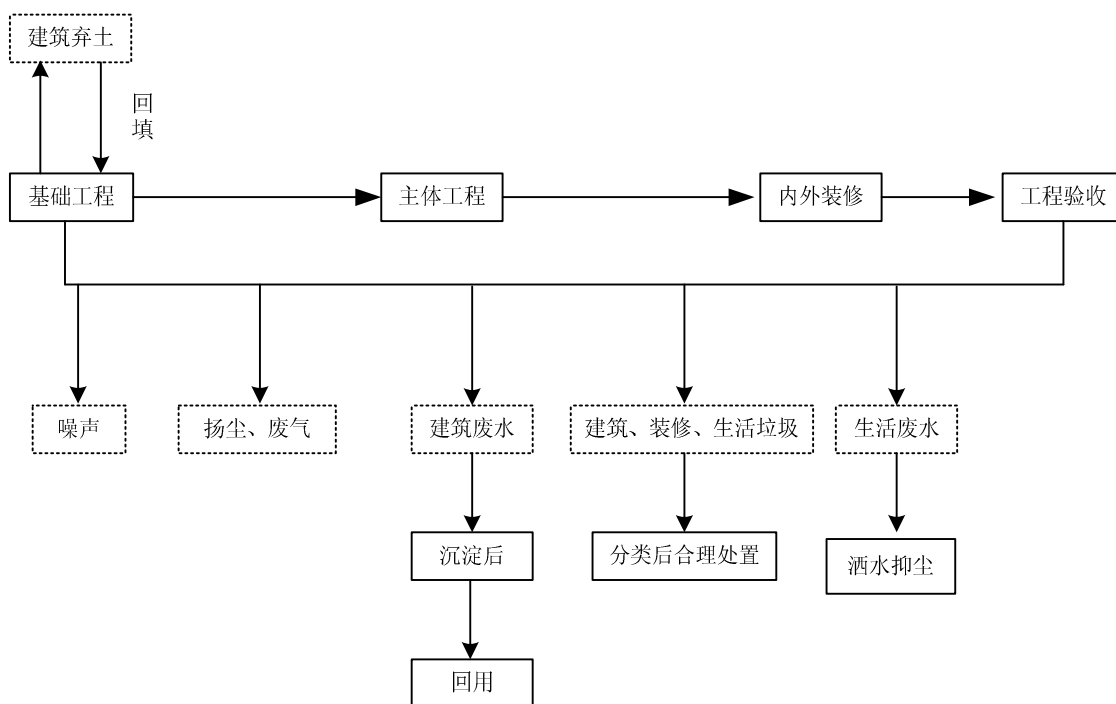 建筑弃土
回
填
基础工程
主体工程
内外装修
工程验收
噪声
扬尘、废气
建筑废水
建筑、装修、生活垃圾
生活废水
沉淀后
分类后合理处置
洒水抑尘
回用